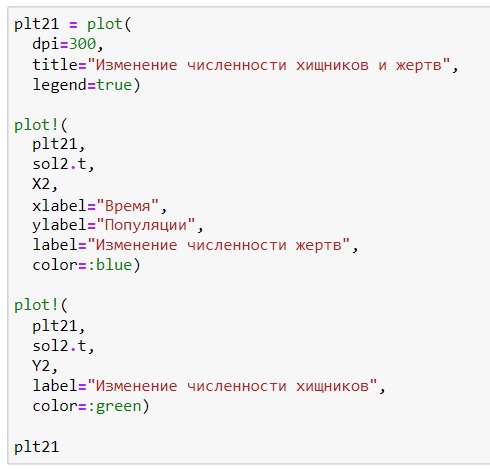 plt21 = plot(
  dpi=300,
  title="Изменение численности хищников и жертв",
  legend=true)

plot!(
  plt21,
  sol2.t,
  X2,
  xlabel="Время",
  ylabel="Популяции",
  label="Изменение численности жертв",
  color=:blue)

plot!(
  plt21,
  sol2.t,
  Y2,
  label="Изменение численности хищников",
  color=:green)

plt21